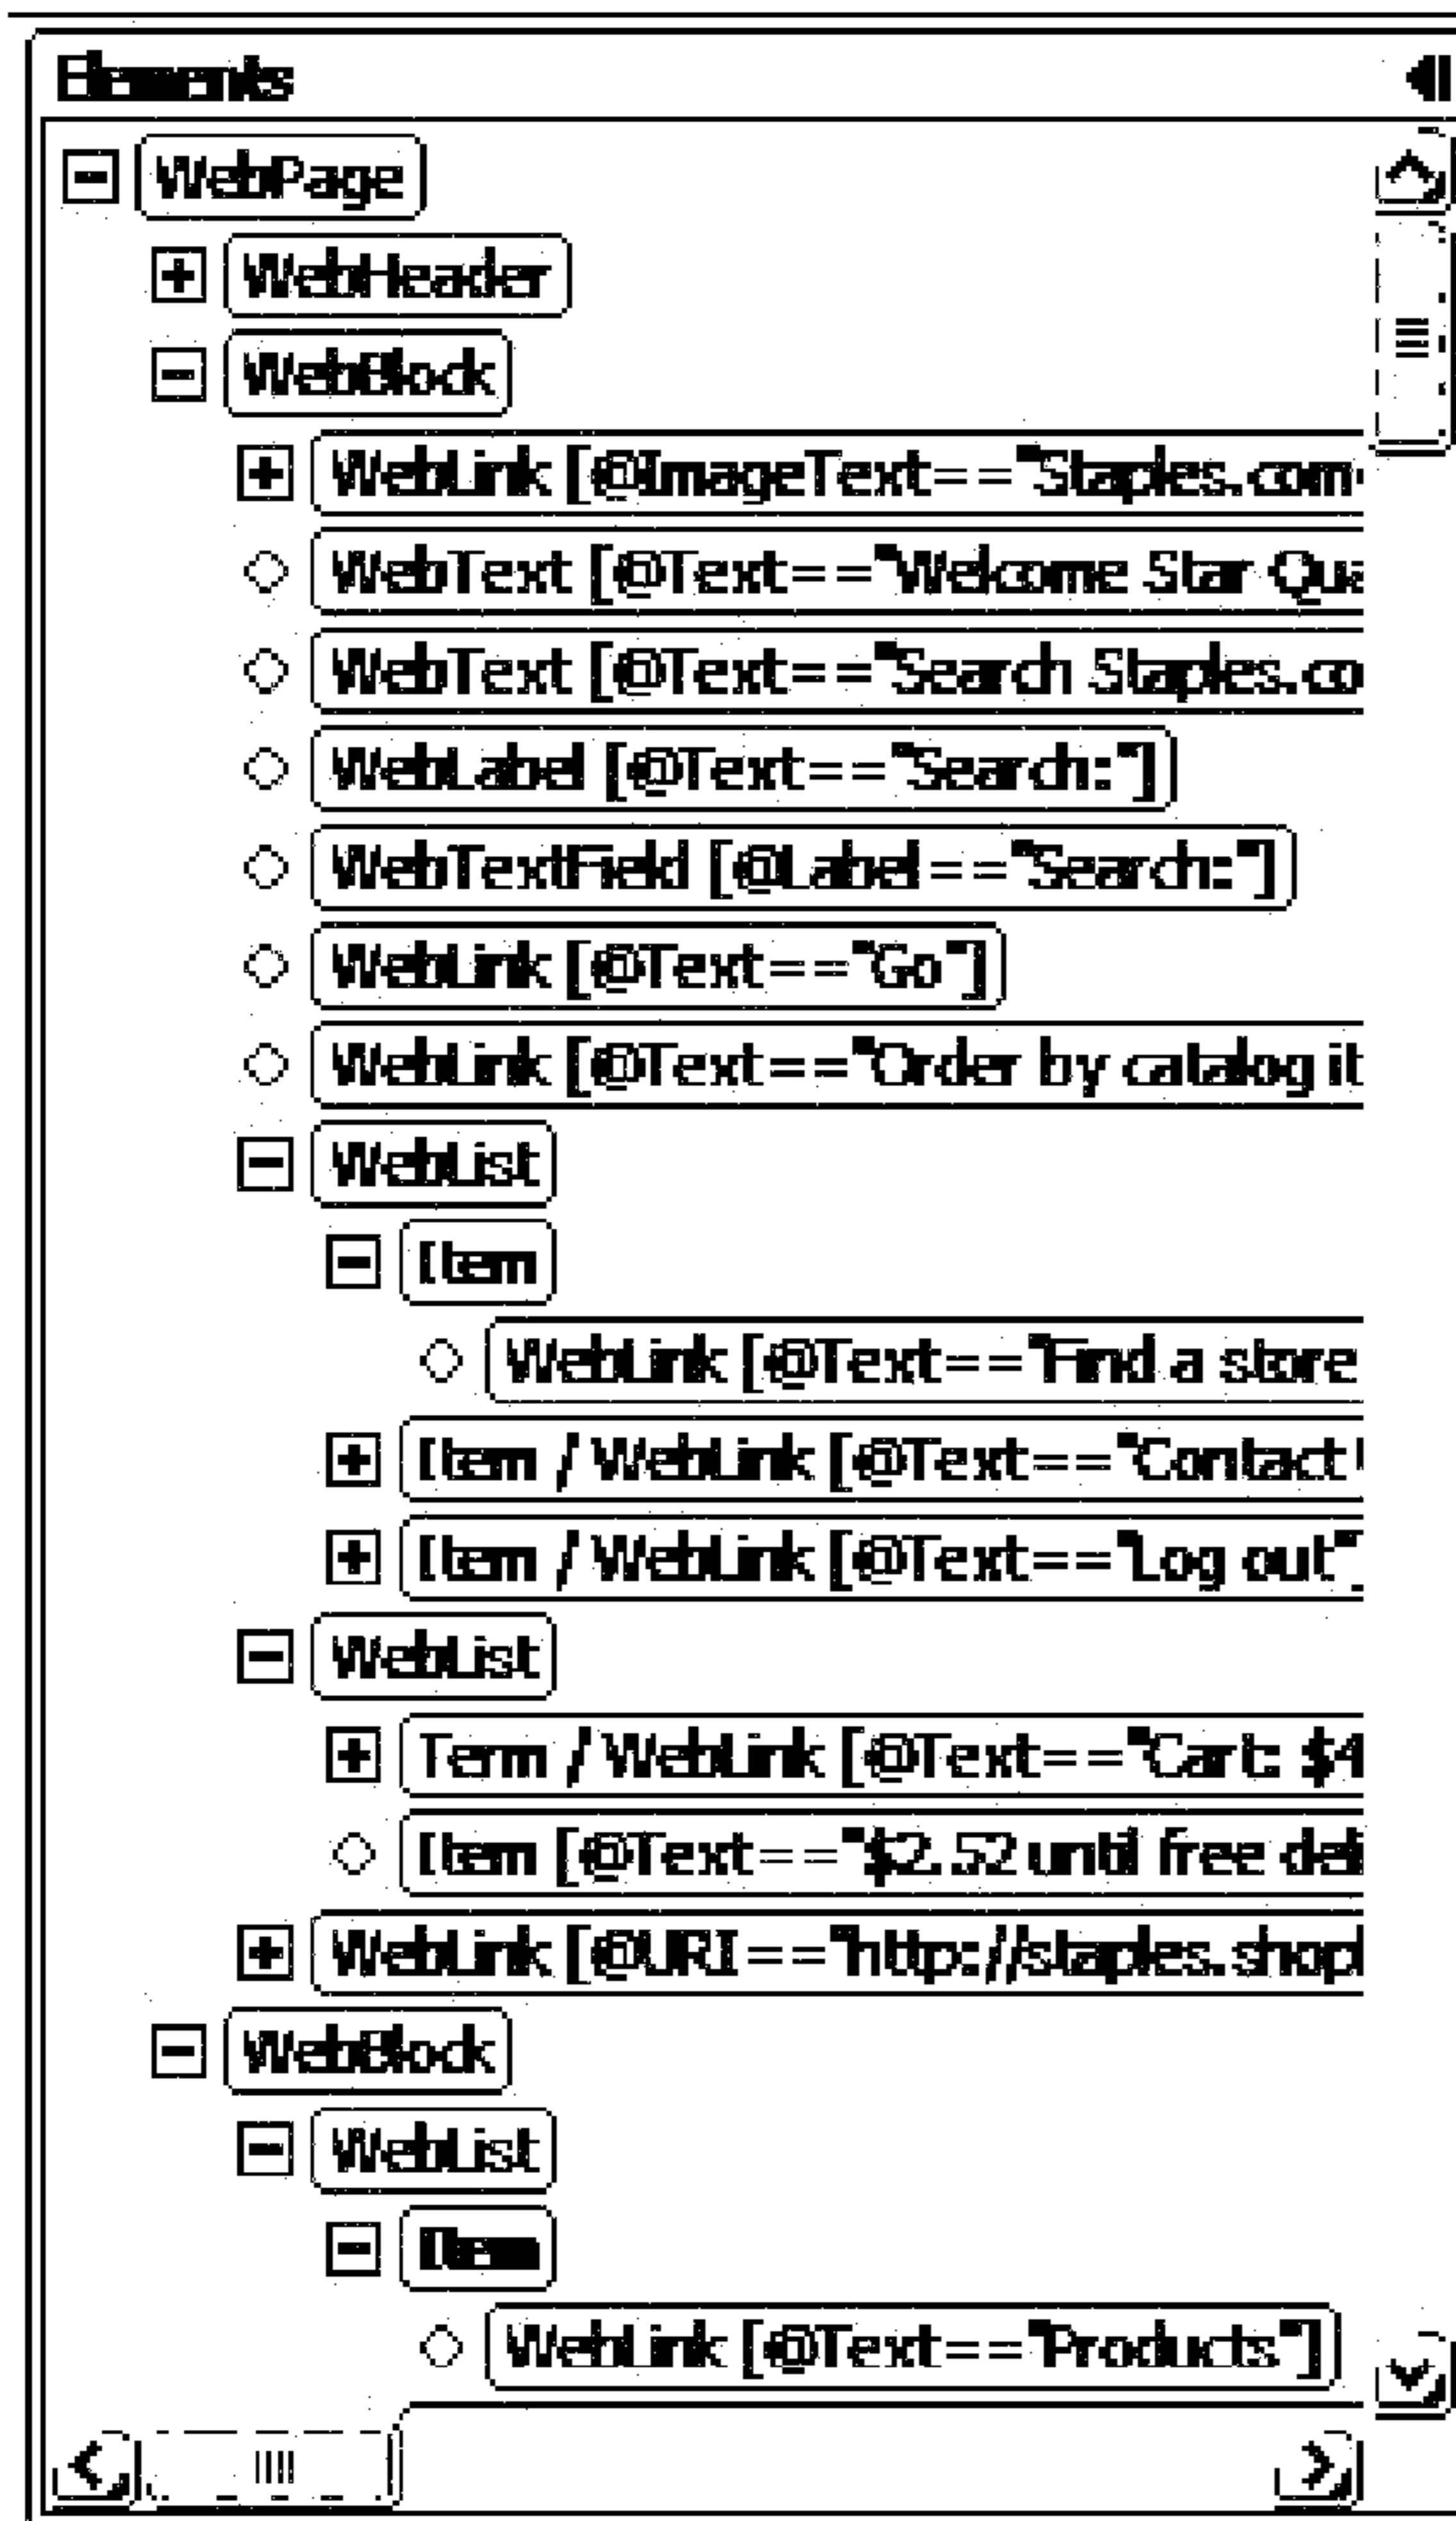 Elements
WebPage
WebHeader
WebBlock
WebLink [@ImageText=="Staples.com
WebText [@Text=="Welcome Star Qua
WebText [@Text=="Search Staples.co
WebLabel [@Text=="Search:"]
WebTextField [@Label=="Search:"]
WebLink [@Text=="Go"]
WebLink [@Text=="Order by catalog it
WebList
Item
WebLink [@Text=="Find a store
Item / WebLink [@Text=="Contact
Item / WebLink [@Text=="Log out"
WebList
Term / WebLink [@Text=="Cart: $4
Item [@Text=="$2.52 until free deli
WebLink [@URI=="http://staples.shopl
WebBlock
WebList
Item
WebLink [@Text=="Products"]